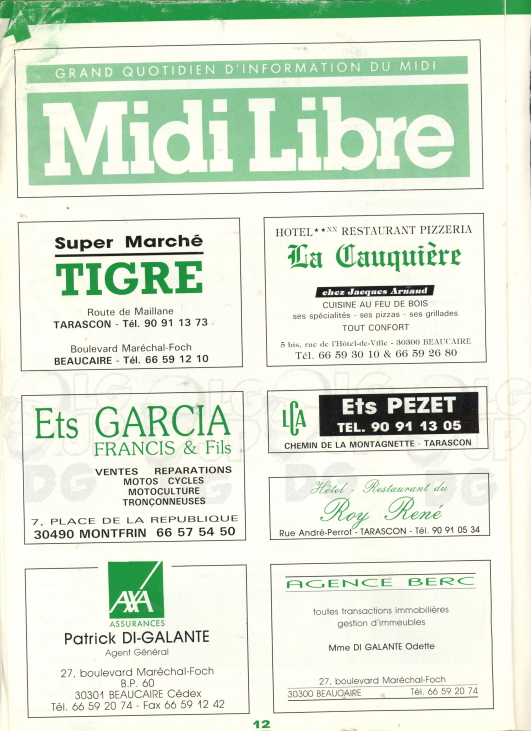 GRAND QUOTIDIEN D'INFORMATION DU MIDI
Midi Libre
Super Marché
TIGRE
Route de Maillane
TARASCON - Tél. 90 91 13 73
Boulevard Maréchal-Foch
BEAUCAIRE - Tél. 66 59 12 10
HOTEL**NN RESTAURANT PIZZERIA
La Cauquière
chez Jacques Arnaud
CUISINE AU FEU DE BOIS
ses spécialités - ses pizzas - ses grillades
TOUT CONFORT
5 bis, rue de l'Hôtel-de-Ville - 30300 BEAUCAIRE
Tél. 66 59 30 10 & 66 59 26 80
Ets GARCIA
FRANCIS & Fils
VENTES REPARATIONS
MOTOS CYCLES
MOTOCULTURE
TRONÇONNEUSES
7, PLACE DE LA REPUBLIQUE
30490 MONTFRIN 66 57 54 50
LCA
Ets PEZET
TEL. 90 91 13 05
CHEMIN DE LA MONTAGNETTE - TARASCON
Hôtel - Restaurant du
Roy René
Rue André-Perrot - TARASCON - Tél. 90 91 05 34
AXA
ASSURANCES
Patrick DI-GALANTE
Agent Général
27, boulevard Maréchal-Foch
B.P. 60
30301 BEAUCAIRE Cédex
Tél. 66 59 20 74 - Fax 66 59 12 42
AGENCE BERC
toutes transactions immobilières
gestion d'immeubles
Mme DI GALANTE Odette
27, boulevard Maréchal-Foch
30300 BEAUCAIRE Tél. 66 59 20 74
12